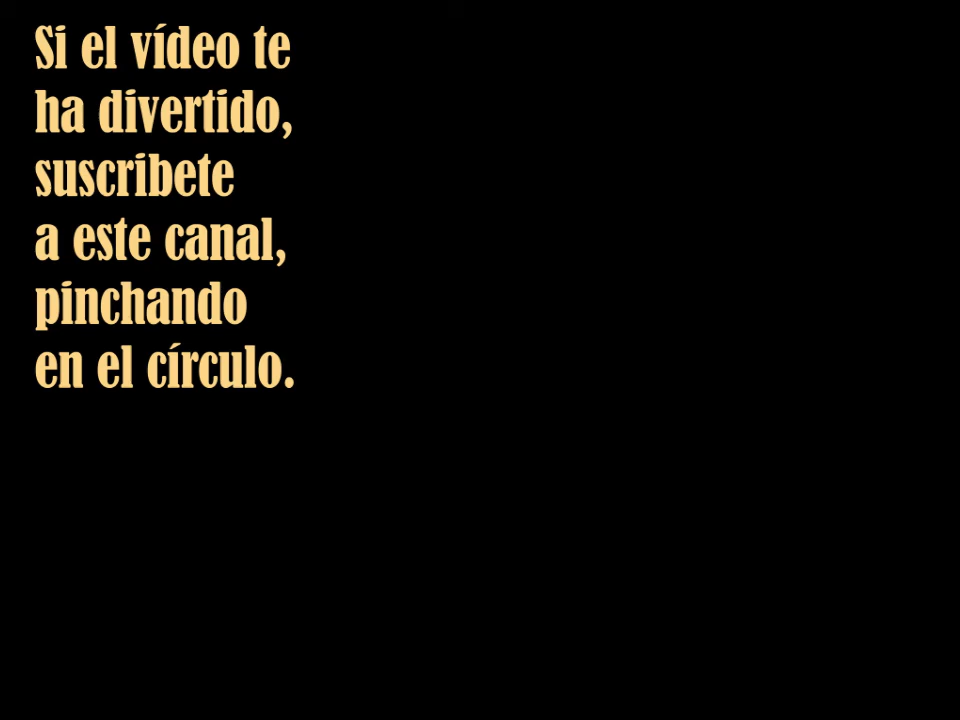 Si el vídeo te
ha divertido,
suscribete
a este canal,
pinchando
en el círculo.